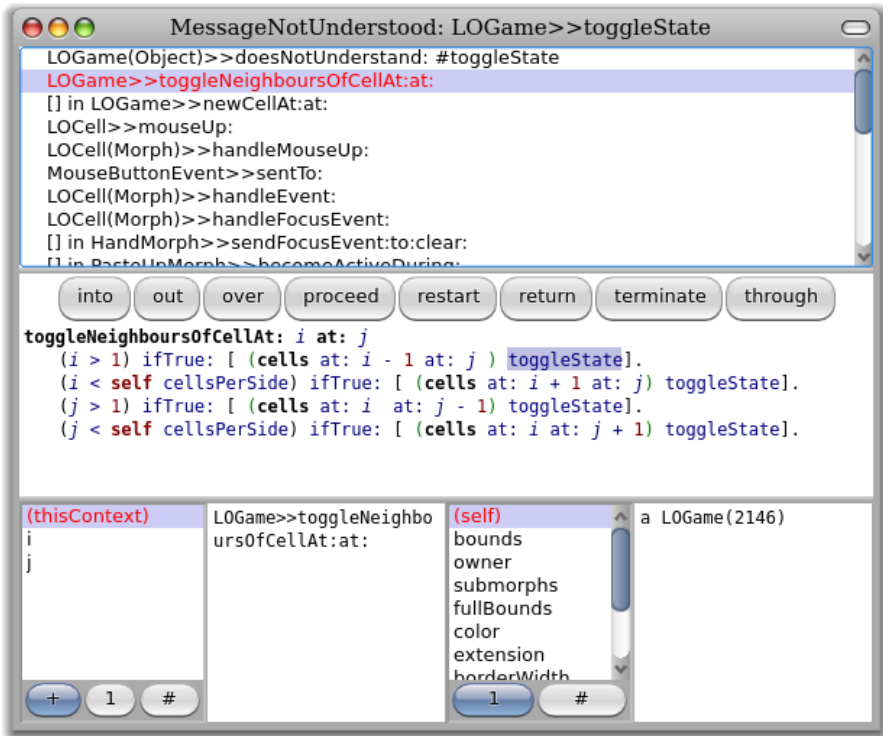 MessageNotUnderstood: LOGame>>toggleState
LOGame(Object)>>doesNotUnderstand: #toggleState
LOGame>>toggleNeighboursOfCellAt:at:
[] in LOGame>>newCellAt:at:
LOCell>>mouseUp:
LOCell(Morph)>>handleMouseUp:
MouseButtonEvent>>sentTo:
LOCell(Morph)>>handleEvent:
LOCell(Morph)>>handleFocusEvent:
[] in HandMorph>>sendFocusEvent:to:clear:
[] in PasteUpMorph>>becomeActiveDuring:
into out over proceed restart return terminate through
toggleNeighboursOfCellAt: i at: j
(i > 1) ifTrue: [ (cells at: i - 1 at: j ) toggleState].
(i < self cellsPerSide) ifTrue: [ (cells at: i + 1 at: j) toggleState].
(j > 1) ifTrue: [ (cells at: i  at: j - 1) toggleState].
(j < self cellsPerSide) ifTrue: [ (cells at: i at: j + 1) toggleState].
(thisContext)
i
j
+ 1 #
LOGame>>toggleNeighbo
ursOfCellAt:at:
(self)
bounds
owner
submorphs
fullBounds
color
extension
borderWidth
1 #
a LOGame(2146)